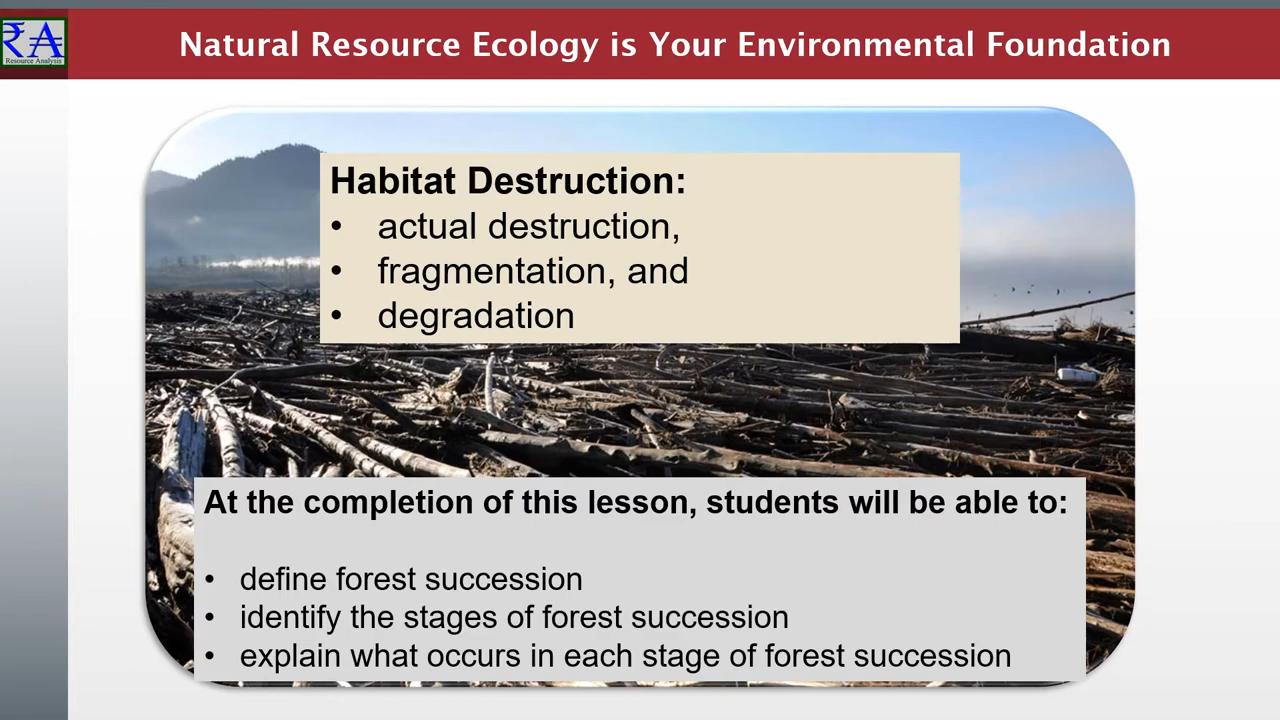 ₹A
Resource Analysis
Natural Resource Ecology is Your Environmental Foundation
Habitat Destruction:
• actual destruction,
• fragmentation, and
• degradation
At the completion of this lesson, students will be able to:
• define forest succession
• identify the stages of forest succession
• explain what occurs in each stage of forest succession